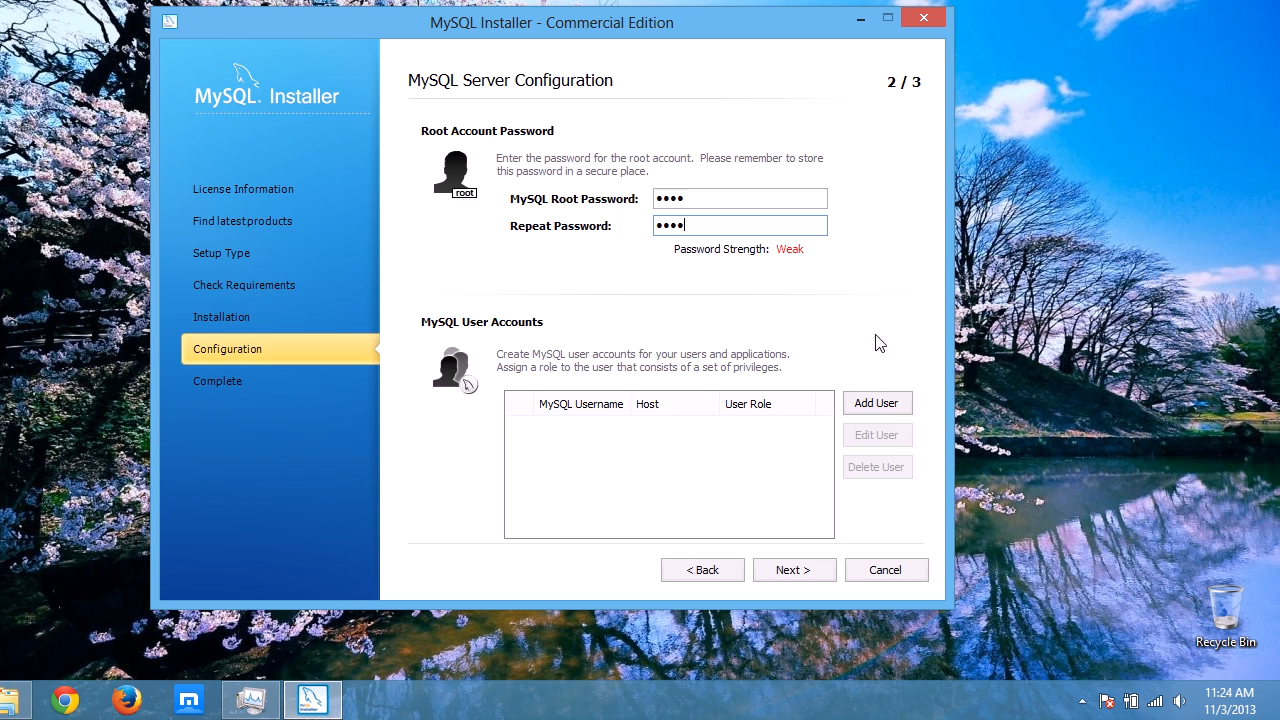 MySQL Installer - Commercial Edition
MySQL Installer
License Information
Find latest products
Setup Type
Check Requirements
Installation
Configuration
Complete
MySQL Server Configuration
2 / 3
Root Account Password
Enter the password for the root account. Please remember to store
this password in a secure place.
root
MySQL Root Password:
Repeat Password:
Password Strength: Weak
MySQL User Accounts
Create MySQL user accounts for your users and applications.
Assign a role to the user that consists of a set of privileges.
MySQL Username Host User Role
Add User
Edit User
Delete User
< Back Next > Cancel
Recycle Bin
11:24 AM
11/3/2013